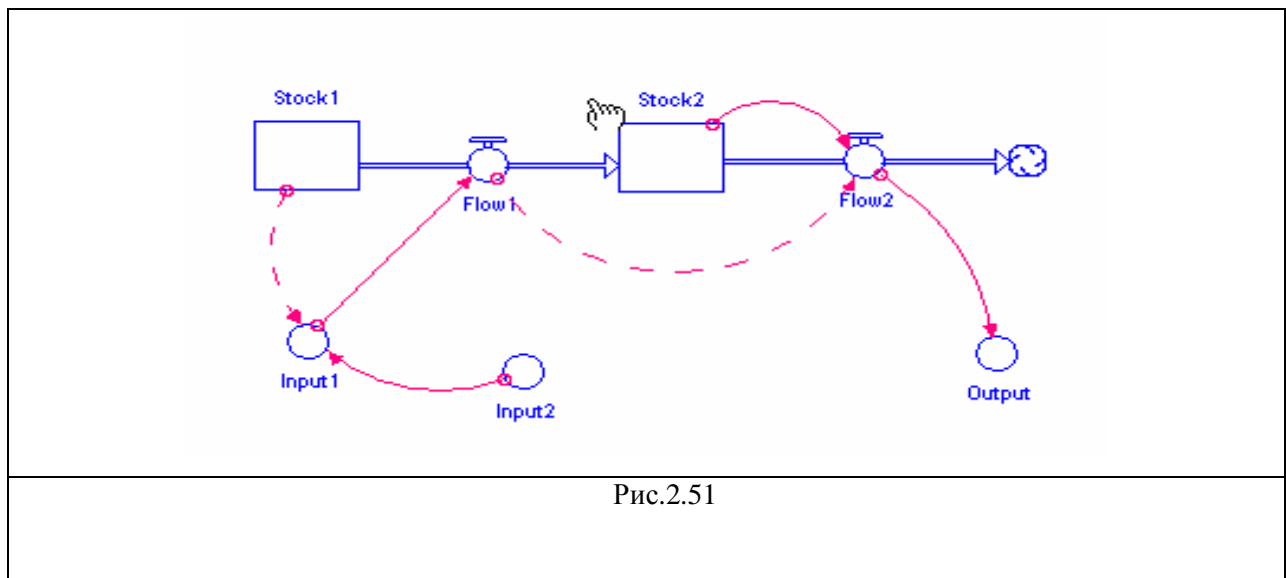 Stock1
Stock2
Flow1
Flow2
Input1
Input2
Output
Рис.2.51